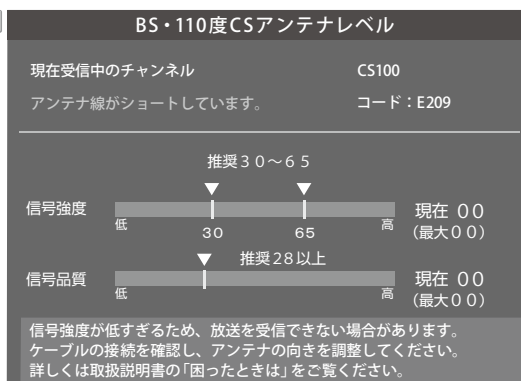 BS・110度CSアンテナレベル
現在受信中のチャンネル CS100
アンテナ線がショートしています。 コード：E209
推奨３０～６５
信号強度 低 30 65 高 現在 ００
（最大００）
推奨28以上
信号品質 低 高 現在 ００
（最大００）
信号強度が低すぎるため、放送を受信できない場合があります。
ケーブルの接続を確認し、アンテナの向きを調整してください。
詳しくは取扱説明書の「困ったときは」をご覧ください。